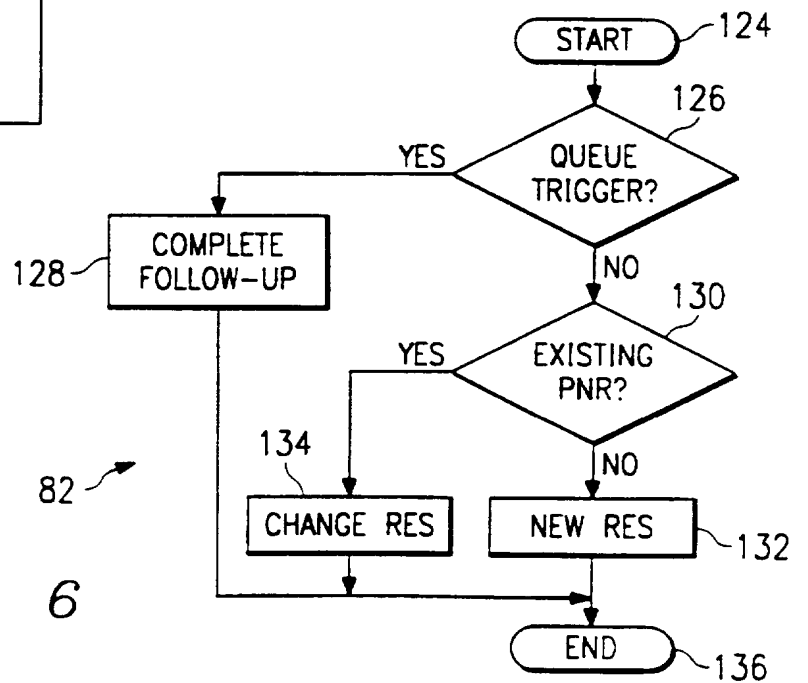 START
124
126
YES
QUEUE
TRIGGER?
COMPLETE
FOLLOW-UP
128
NO
130
YES
EXISTING
PNR?
134
NO
82
CHANGE RES
NEW RES
132
6
END
136